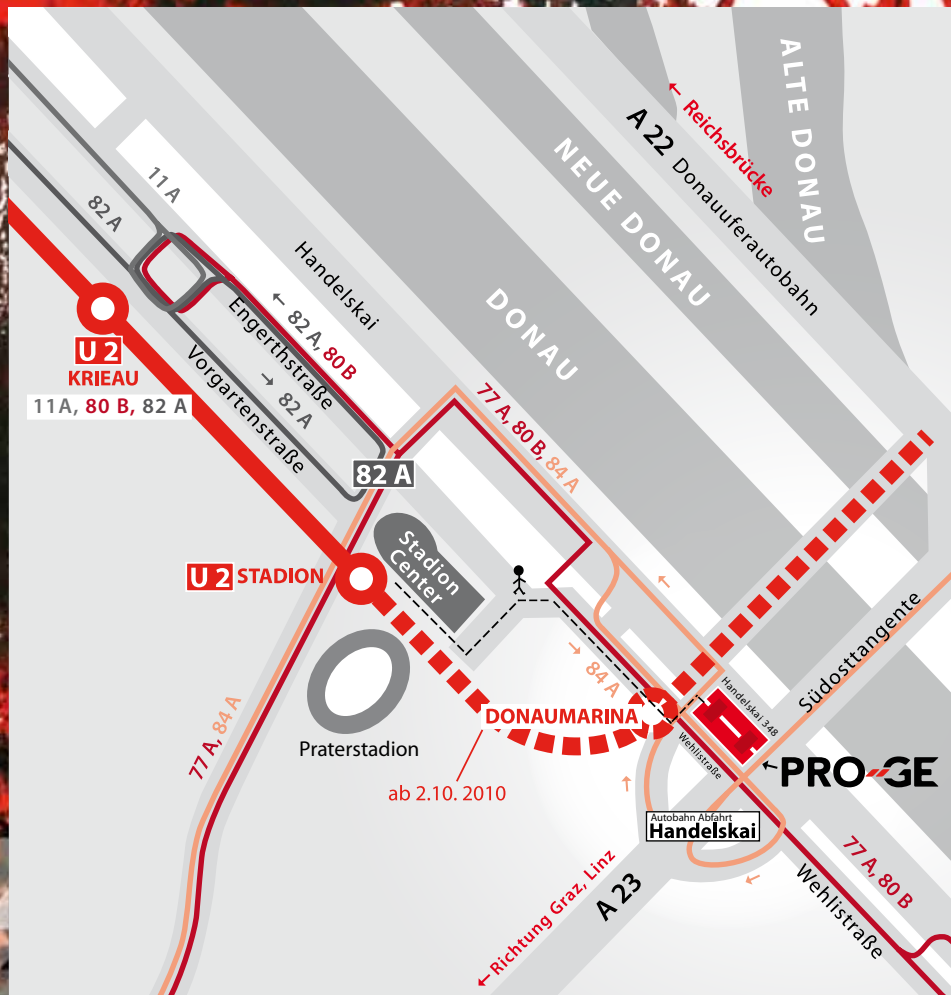 ALTE DONAU
← Reichsbrücke
A 22 Donauuferautobahn
NEUE DONAU
DONAU
11 A
82 A
Handelskai
← 82 A, 80 B
Engerthstraße
→ 82 A
Vorgartenstraße
U 2
KRIEAU
11 A, 80 B, 82 A
82 A
77 A, 80 B, 84 A
Stadion
Center
U 2 STADION
Südosttangente
→ 84 A
77 A, 84 A
Praterstadion
DONAUMARINA
ab 2.10. 2010
Handelskai 348
Wehlistraße
← PRO-GE
Autobahn Abfahrt
Handelskai
77 A, 80 B
Wehlistraße
A 23
← Richtung Graz, Linz